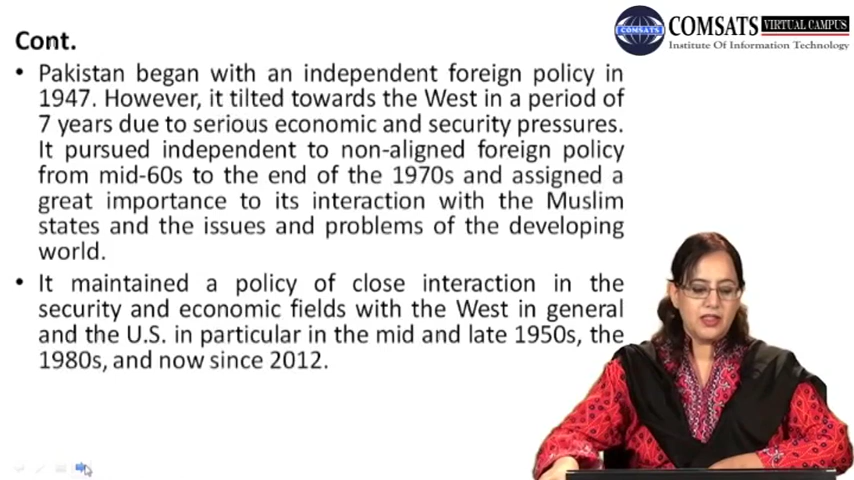 COMSATS VIRTUAL CAMPUS
COMSATS
Institute Of Information Technology
Cont.
• Pakistan began with an independent foreign policy in
1947. However, it tilted towards the West in a period of
7 years due to serious economic and security pressures.
It pursued independent to non-aligned foreign policy
from mid-60s to the end of the 1970s and assigned a
great importance to its interaction with the Muslim
states and the issues and problems of the developing
world.
• It maintained a policy of close interaction in the
security and economic fields with the West in general
and the U.S. in particular in the mid and late 1950s, the
1980s, and now since 2012.